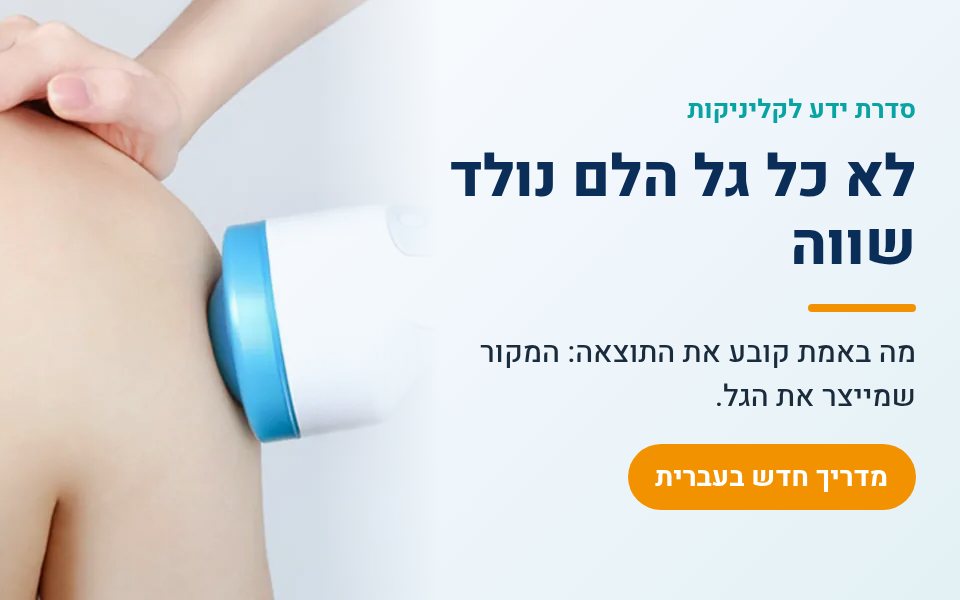 סדרת ידע לקליניקות
לא כל גל הלם נולד
שווה
מה באמת קובע את התוצאה: המקור
שמייצר את הגל.
מדריך חדש בעברית